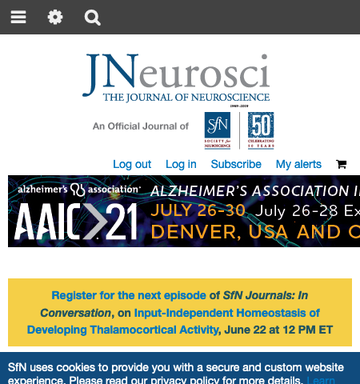 JNeurosci
THE JOURNAL OF NEUROSCIENCE
An Official Journal of
SfN
SOCIETY for
NEUROSCIENCE
50
CELEBRATING
50 YEARS
Log out Log in Subscribe My alerts
alzheimer's association
ALZHEIMER'S ASSOCIATION I
AAIC>21
JULY 26-30 July 26-28 Ex
DENVER, USA AND O
Register for the next episode of SfN Journals: In
Conversation, on Input-Independent Homeostasis of
Developing Thalamocortical Activity, June 22 at 12 PM ET
SfN uses cookies to provide you with a secure and custom website
experience. Please read our privacy policy for more details. Learn